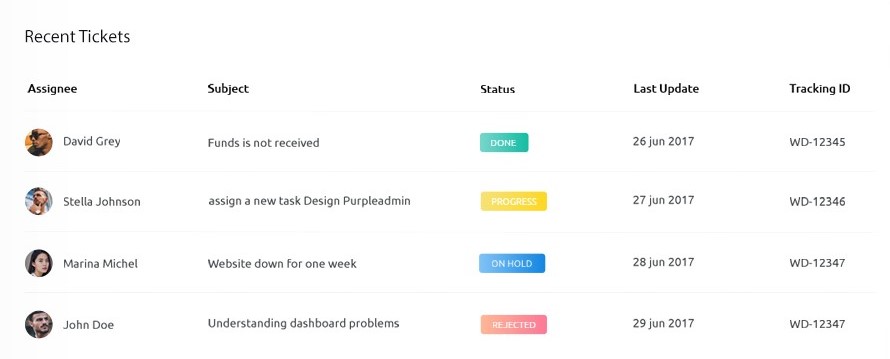 Recent Tickets
Assignee Subject Status Last Update Tracking ID
David Grey Funds is not received DONE 26 jun 2017 WD-12345
Stella Johnson assign a new task Design Purpleadmin PROGRESS 27 jun 2017 WD-12346
Marina Michel Website down for one week ON HOLD 28 jun 2017 WD-12347
John Doe Understanding dashboard problems REJECTED 29 jun 2017 WD-12347